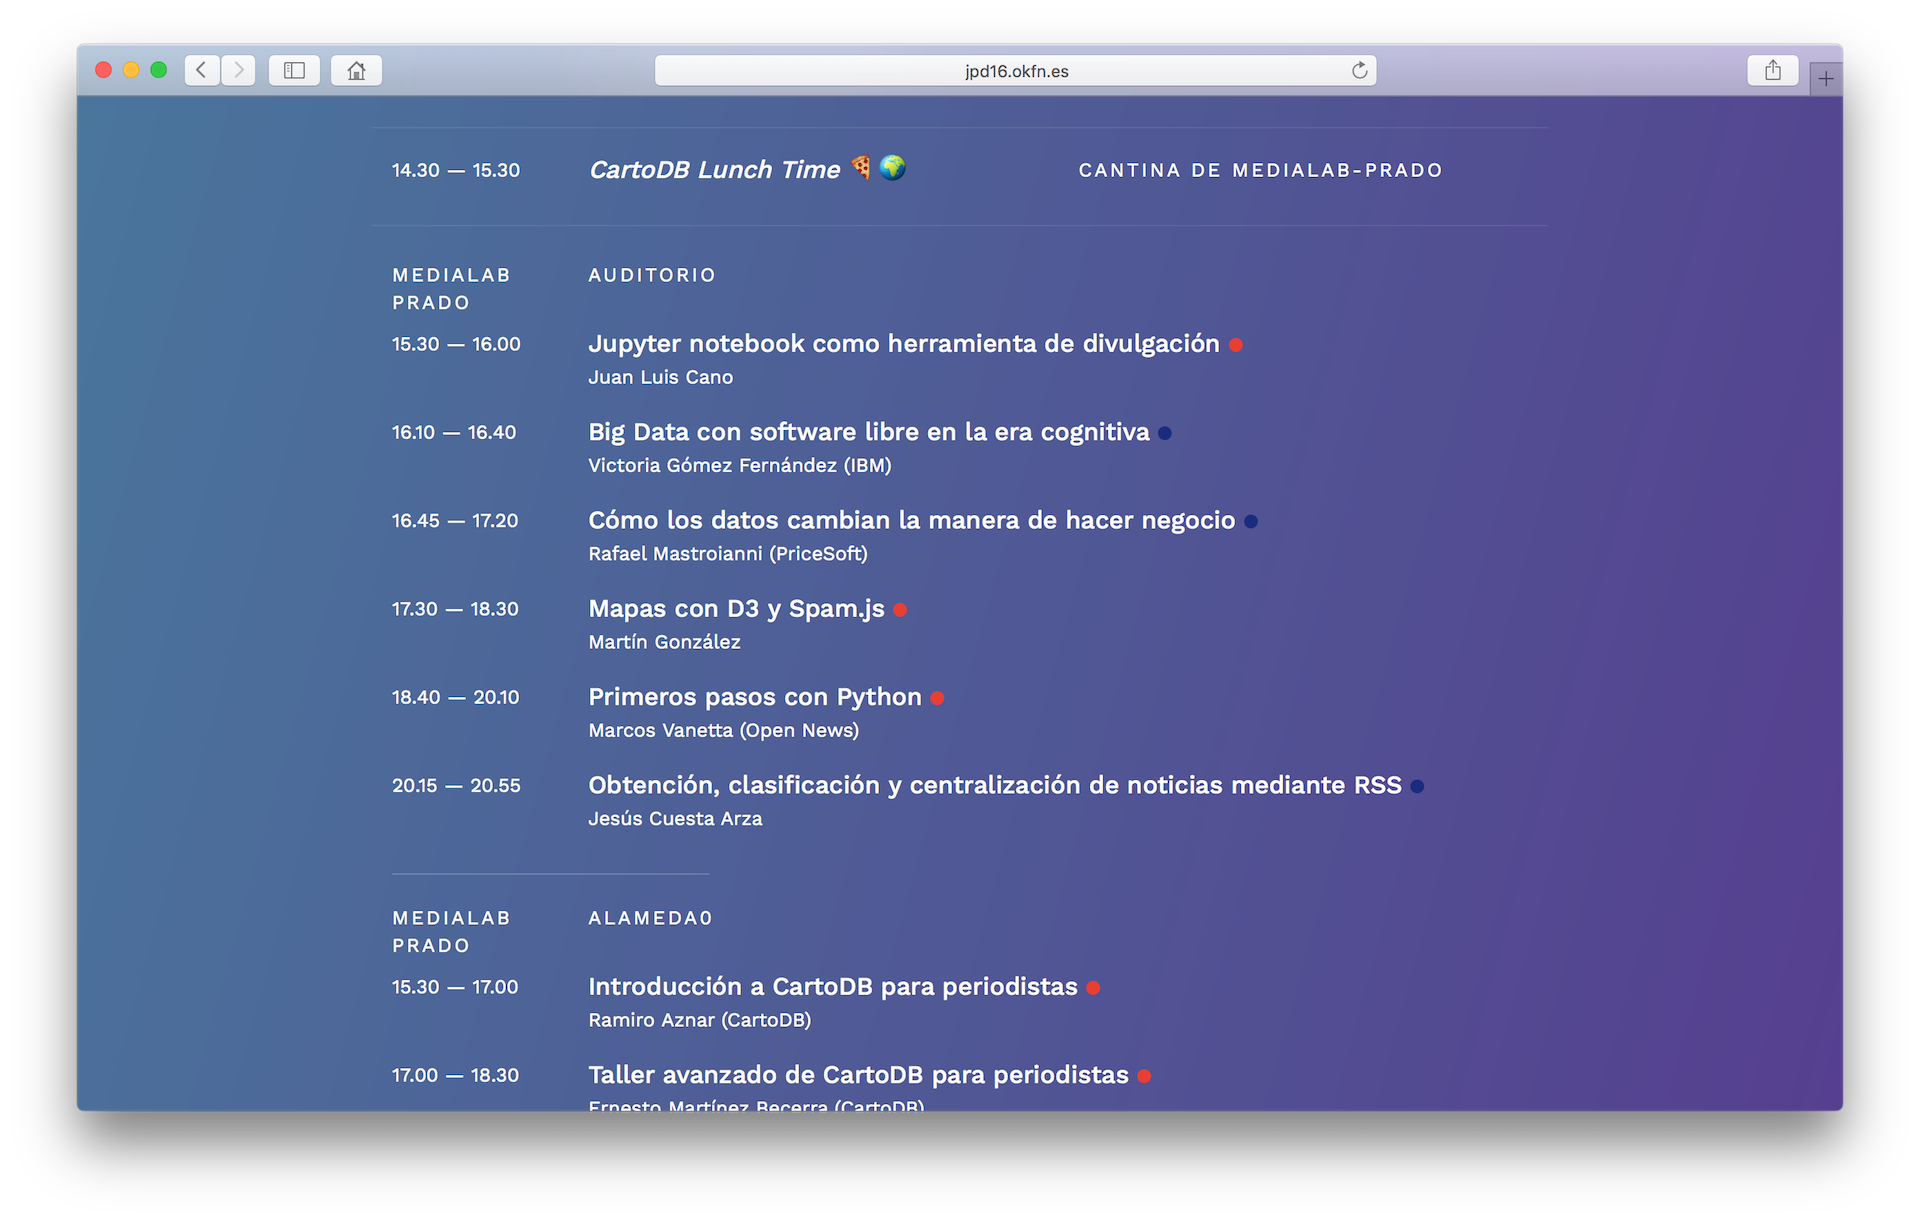 jpd16.okfn.es
14.30 — 15.30 CartoDB Lunch Time 🍕🌍 CANTINA DE MEDIALAB-PRADO
MEDIALAB PRADO AUDITORIO
15.30 — 16.00 Jupyter notebook como herramienta de divulgación
Juan Luis Cano
16.10 — 16.40 Big Data con software libre en la era cognitiva
Victoria Gómez Fernández (IBM)
16.45 — 17.20 Cómo los datos cambian la manera de hacer negocio
Rafael Mastroianni (PriceSoft)
17.30 — 18.30 Mapas con D3 y Spam.js
Martín González
18.40 — 20.10 Primeros pasos con Python
Marcos Vanetta (Open News)
20.15 — 20.55 Obtención, clasificación y centralización de noticias mediante RSS
Jesús Cuesta Arza
MEDIALAB PRADO ALAMEDA0
15.30 — 17.00 Introducción a CartoDB para periodistas
Ramiro Aznar (CartoDB)
17.00 — 18.30 Taller avanzado de CartoDB para periodistas
Ernesto Martínez Becerra (CartoDB)